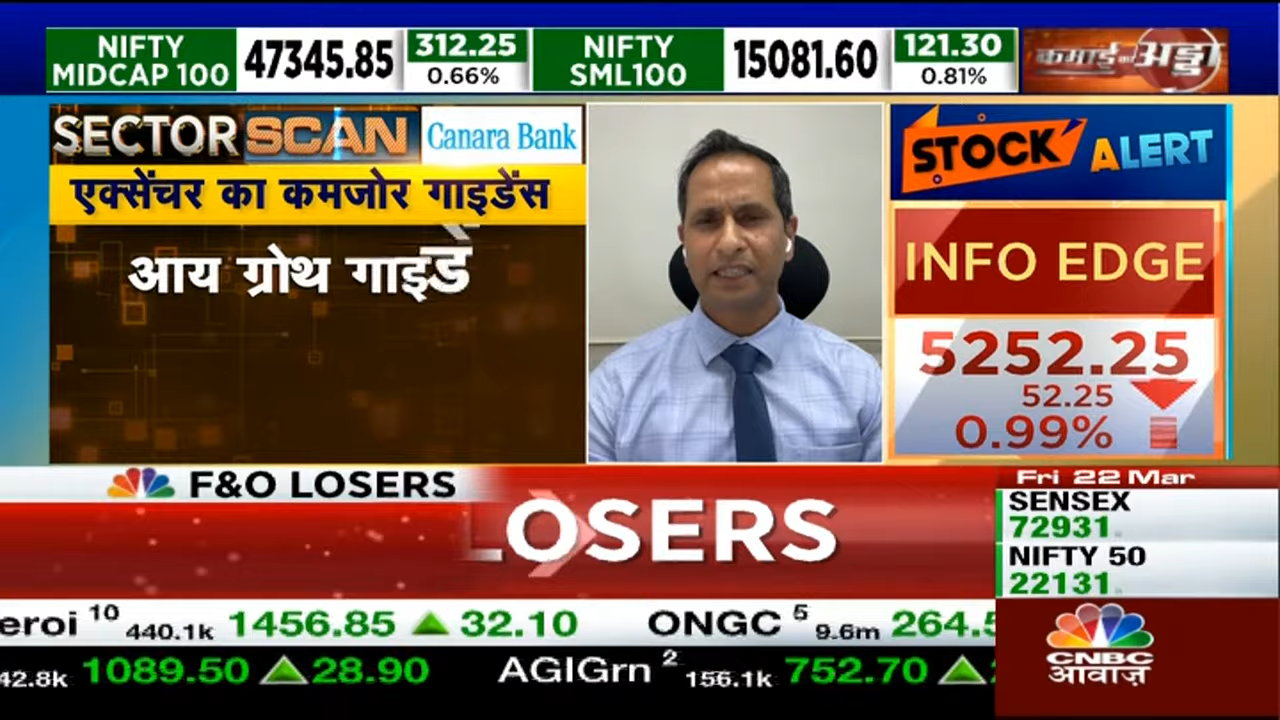 NIFTY
MIDCAP 100
47345.85
312.25
0.66%
NIFTY
SML100
15081.60
121.30
0.81%
कमाई का अड्डा
SECTOR SCAN
Canara Bank
एक्सेंचर का कमजोर गाइडेंस
आय ग्रोथ गाइडें
STOCK ALERT
INFO EDGE
5252.25
52.25
0.99%
F&O LOSERS
LOSERS
Fri 22 Mar
SENSEX
72931
NIFTY 50
22131
eroi 10 440.1k 1456.85 32.10 ONGC 5 9.6m 264.5
42.8k 1089.50 28.90 AGIGrn 2 156.1k 752.70
CNBC
आवाज़